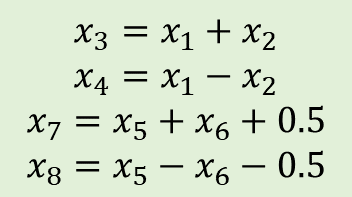 x₃ = x₁ + x₂
x₄ = x₁ − x₂
x₇ = x₅ + x₆ + 0.5
x₈ = x₅ − x₆ − 0.5